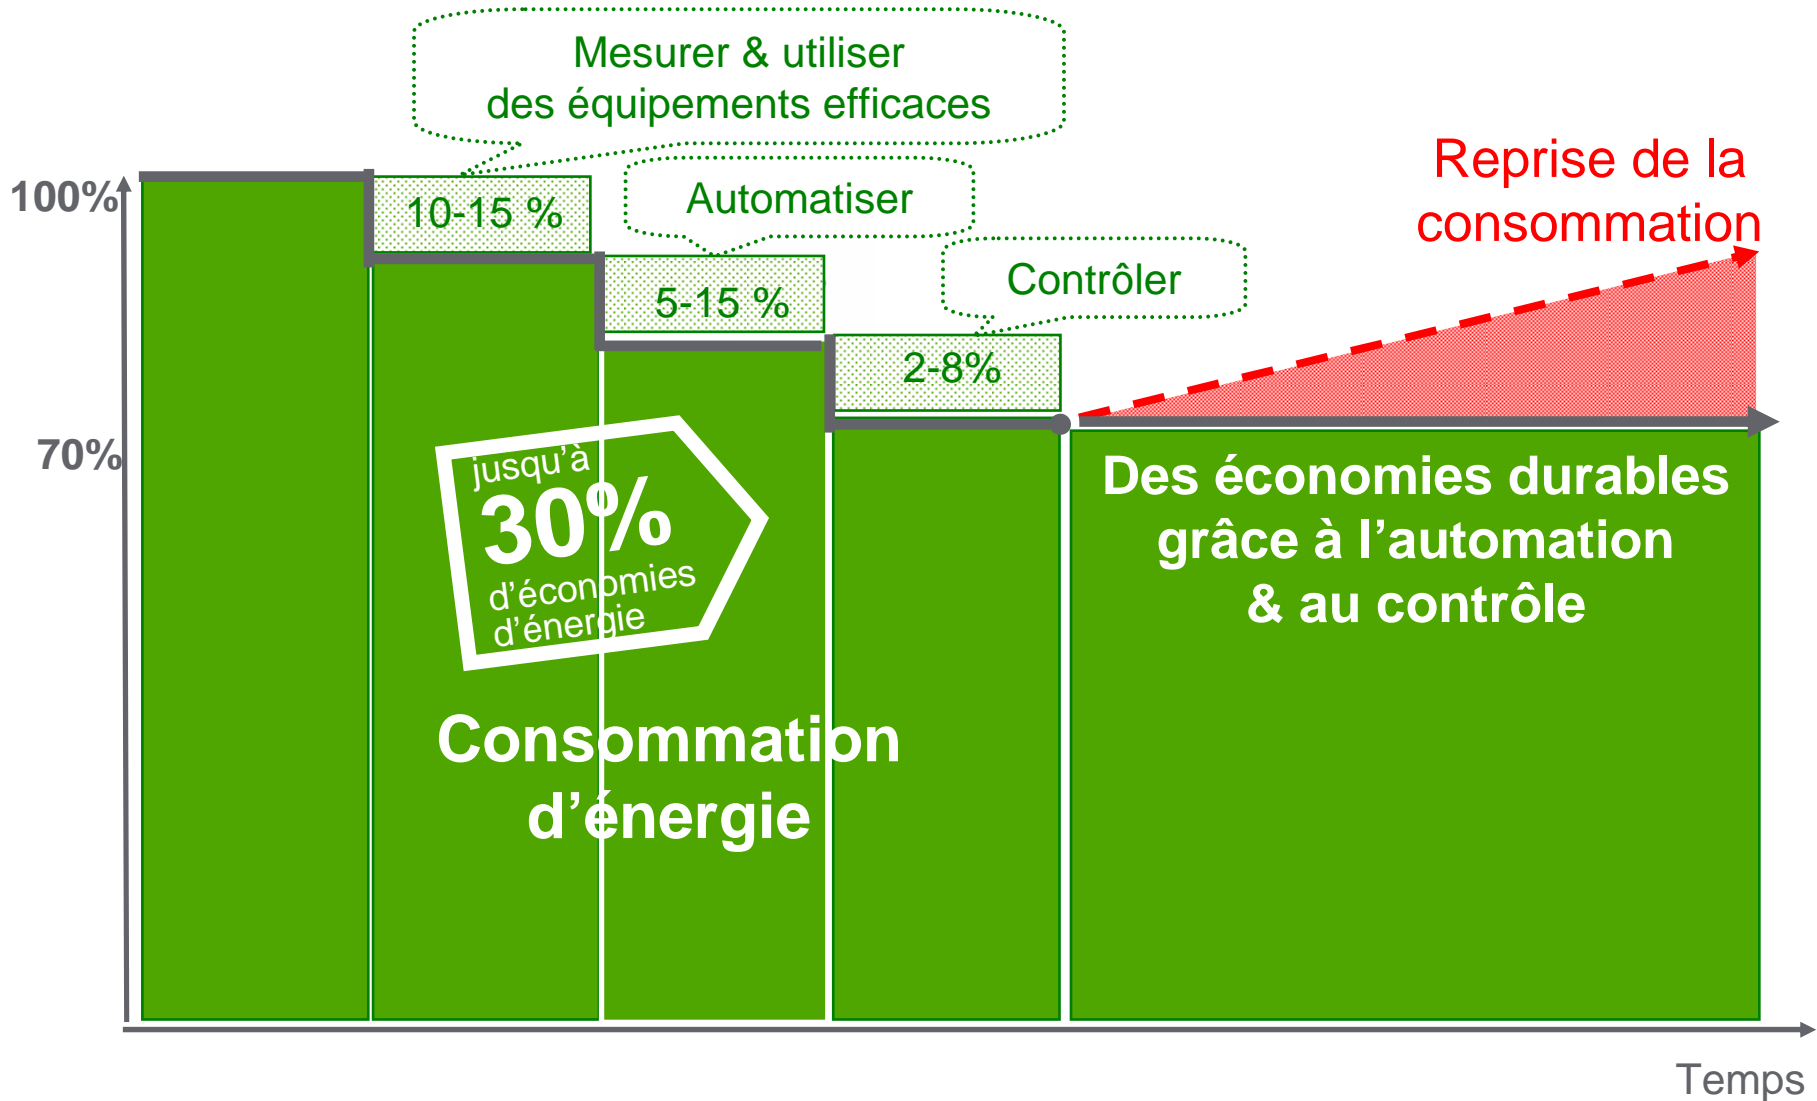 Mesurer & utiliser
des équipements efficaces
Reprise de la
consommation
100%
10-15 %
Automatiser
5-15 %
Contrôler
2-8%
70%
jusqu’à
30%
d’économies
d’énergie
Des économies durables
grâce à l’automation
& au contrôle
Consommation
d’énergie
Temps